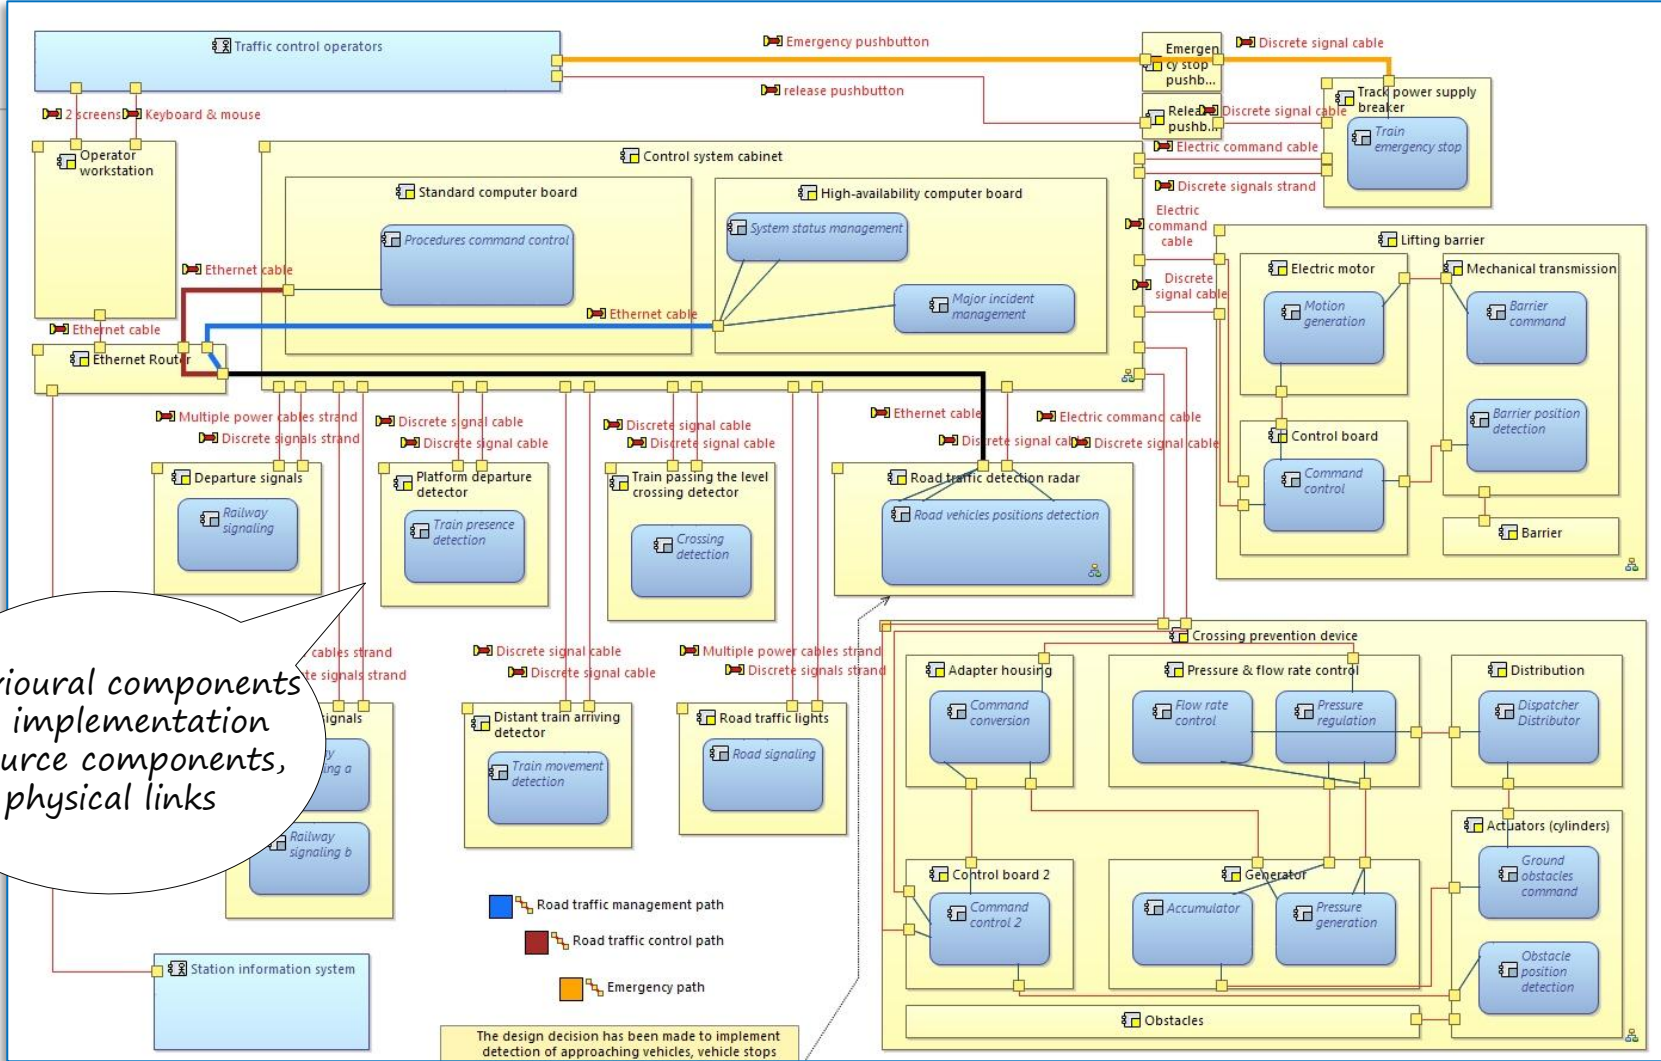 Traffic control operators
Emergency pushbutton
release pushbutton
Emergen
cy stop
pushb...
Discrete signal cable
Releas
pushb...
Discrete signal cable
Track power supply
breaker
Train
emergency stop
Electric command cable
Discrete signals strand
2 screens
Keyboard & mouse
Operator
workstation
Control system cabinet
Standard computer board
High-availability computer board
Procedures command control
System status management
Major incident
management
Electric
command
cable
Discrete
signal cable
Ethernet cable
Ethernet cable
Ethernet cable
Ethernet Router
Lifting barrier
Electric motor
Mechanical transmission
Motion
generation
Barrier
command
Control board
Command
control
Barrier position
detection
Barrier
Multiple power cables strand
Discrete signals strand
Discrete signal cable
Discrete signal cable
Discrete signal cable
Discrete signal cable
Ethernet cable
Discrete signal cable
Electric command cable
Discrete signal cable
Departure signals
Railway
signaling
Platform departure
detector
Train presence
detection
Train passing the level
crossing detector
Crossing
detection
Road traffic detection radar
Road vehicles positions detection
ioural components
implementation
urce components,
physical links
cables strand
signals strand
Discrete signal cable
Discrete signal cable
Multiple power cables strand
Discrete signals strand
ignals
ing a
Railway
signaling b
Distant train arriving
detector
Train movement
detection
Road traffic lights
Road signaling
Crossing prevention device
Adapter housing
Command
conversion
Pressure & flow rate control
Flow rate
control
Pressure
regulation
Distribution
Dispatcher
Distributor
Control board 2
Command
control 2
Generator
Accumulator
Pressure
generation
Actuators (cylinders)
Ground
obstacles
command
Obstacle
position
detection
Obstacles
Station information system
Road traffic management path
Road traffic control path
Emergency path
The design decision has been made to implement
detection of approaching vehicles, vehicle stops